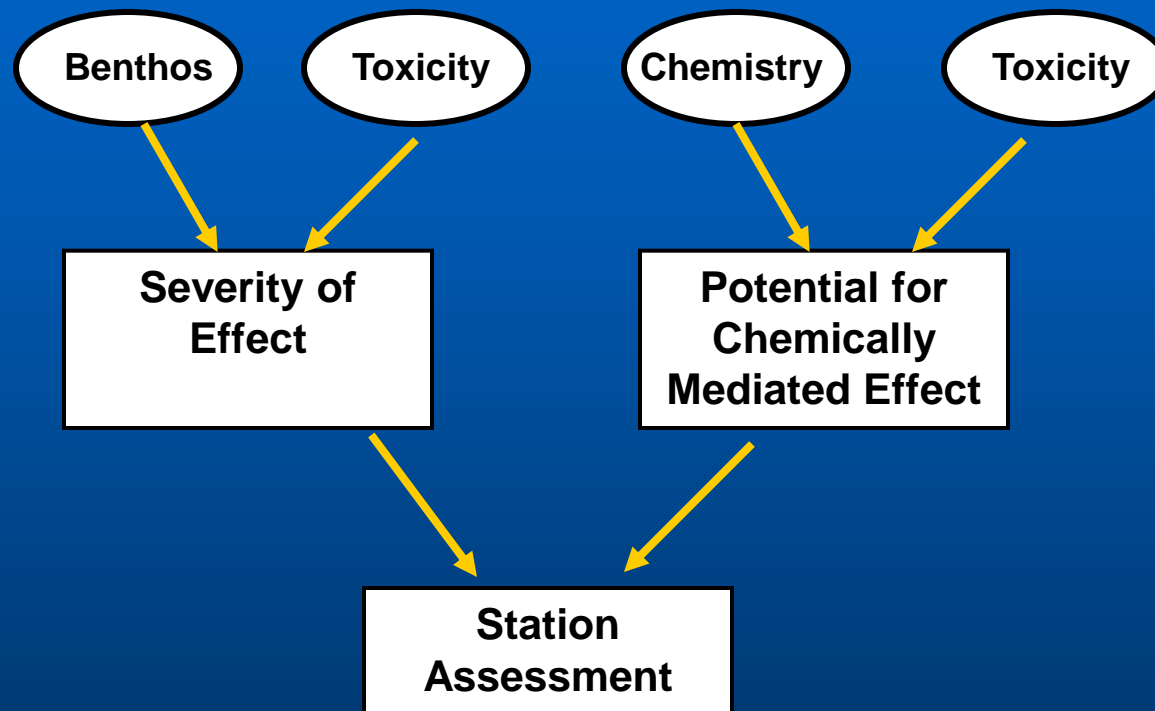 Benthos
Toxicity
Chemistry
Toxicity
Severity of
Effect
Potential for
Chemically
Mediated Effect
Station
Assessment